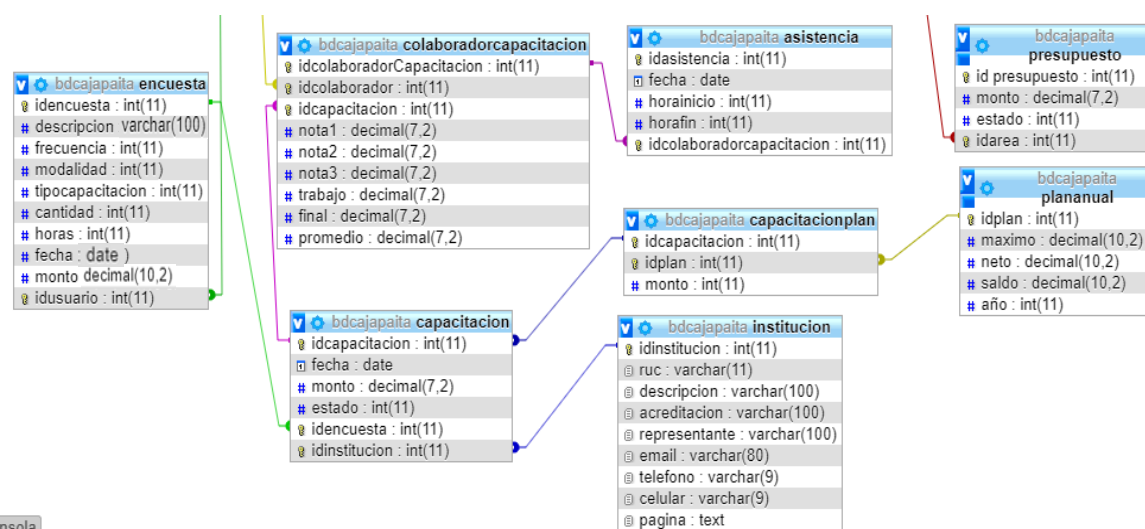 bdcajapaita encuesta
idencuesta : int(11)
descripcion varchar(100)
frecuencia : int(11)
modalidad : int(11)
tipocapacitacion : int(11)
cantidad : int(11)
horas : int(11)
fecha : date )
monto decimal(10,2)
idusuario : int(11)
bdcajapaita colaboradorcapacitacion
idcolaboradorCapacitacion : int(11)
idcolaborador : int(11)
idcapacitacion : int(11)
nota1 : decimal(7,2)
nota2 : decimal(7,2)
nota3 : decimal(7,2)
trabajo : decimal(7,2)
final : decimal(7,2)
promedio : decimal(7,2)
bdcajapaita capacitacion
idcapacitacion : int(11)
fecha : date
monto : decimal(7,2)
estado : int(11)
idencuesta : int(11)
idinstitucion : int(11)
bdcajapaita asistencia
idasistencia : int(11)
fecha : date
horainicio : int(11)
horafin : int(11)
idcolaboradorcapacitacion : int(11)
bdcajapaita capacitacionplan
idcapacitacion : int(11)
idplan : int(11)
monto : int(11)
bdcajapaita institucion
idinstitucion : int(11)
ruc : varchar(11)
descripcion : varchar(100)
acreditacion : varchar(100)
representante : varchar(100)
email : varchar(80)
telefono : varchar(9)
celular : varchar(9)
pagina : text
bdcajapaita
presupuesto
id presupuesto : int(11)
monto : decimal(7,2)
estado : int(11)
idarea : int(11)
bdcajapaita
plananual
idplan : int(11)
maximo : decimal(10,2)
neto : decimal(10,2)
saldo : decimal(10,2)
año : int(11)
nsola